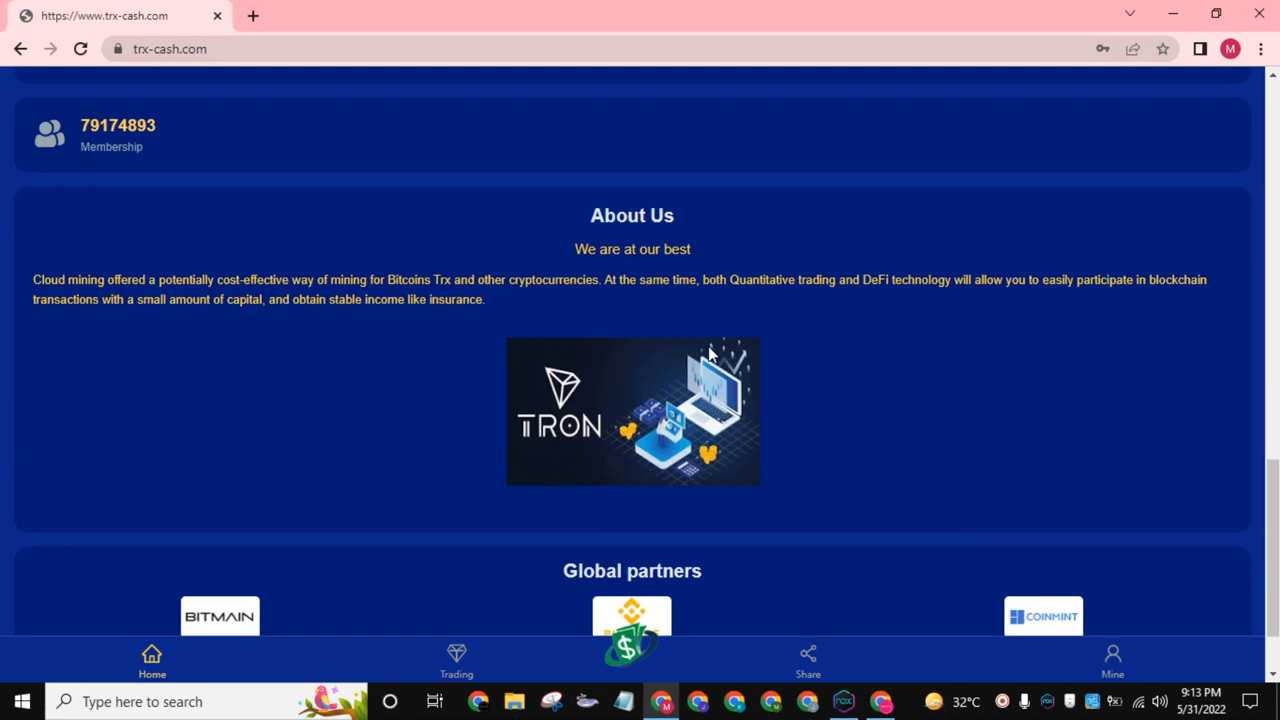 https://www.trx-cash.com
trx-cash.com
M
79174893
Membership
About Us
We are at our best
Cloud mining offered a potentially cost-effective way of mining for Bitcoins Trx and other cryptocurrencies. At the same time, both Quantitative trading and DeFi technology will allow you to easily participate in blockchain
transactions with a small amount of capital, and obtain stable income like insurance.
TRON
Global partners
BITMAIN
COINMINT
Home
Trading
Share
Mine
Type here to search
32°C
9:13 PM
5/31/2022